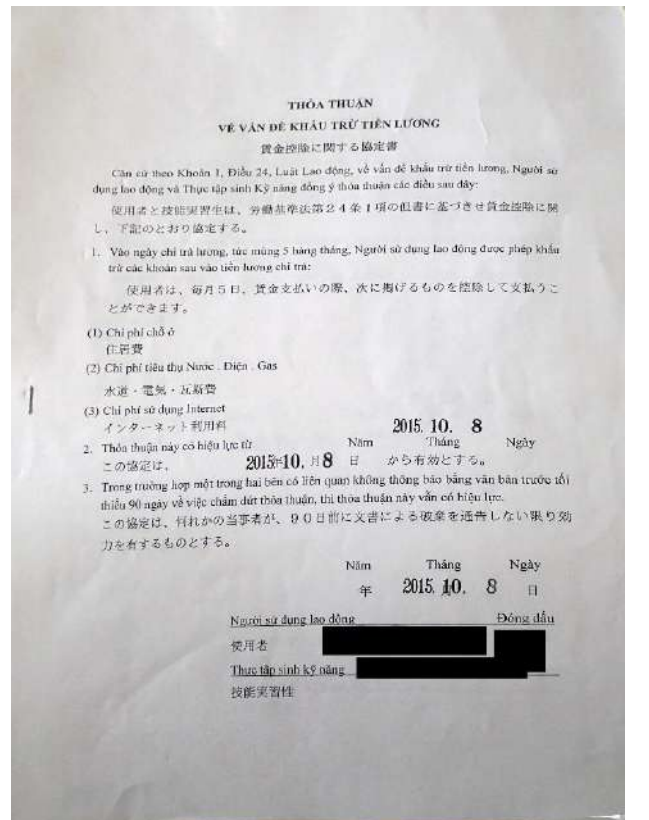 THỎA THUẬN
VỀ VẤN ĐỀ KHẤU TRỪ TIỀN LƯƠNG
賃金控除に関する協定書
Căn cứ theo Khoản 1, Điều 24, Luật Lao động, về vấn đề khấu trừ tiền lương, Người sử
dụng lao động và Thực tập sinh Kỹ năng đồng ý thỏa thuận các điều sau đây:
使用者と技能実習生は、労働基準法第24条1項の但書に基づきせ賃金控除に関
し、下記のとおり協定する。
1. Vào ngày chi trả lương, tức mùng 5 hàng tháng, Người sử dụng lao động được phép khấu
trừ các khoản sau vào tiền lương chi trả:
使用者は、毎月5日、賃金支払いの際、次に掲げるものを控除して支払うこ
とができます。
(1) Chi phí chỗ ở
住居費
(2) Chi phí tiêu thụ Nước . Điện . Gas
水道・電気・瓦斯費
(3) Chi phí sử dụng Internet
インターネット利用料
2015. 10. 8
2. Thỏa thuận này có hiệu lực từ Năm Tháng Ngày
この協定は、 2015年10.月8 日 から有効とする。
3. Trong trường hợp một trong hai bên có liên quan không thông báo bằng văn bản trước tối
thiểu 90 ngày về việc chấm dứt thỏa thuận, thì thỏa thuận này vẫn có hiệu lực.
この協定は、何れかの当事者が、90日前に文書による破棄を通告しない限り効
力を有するものとする。
Năm Tháng Ngày
年 2015. 10. 8 日
Người sử dụng lao động Đóng dấu
使用者
Thực tập sinh kỹ năng
技能実習性